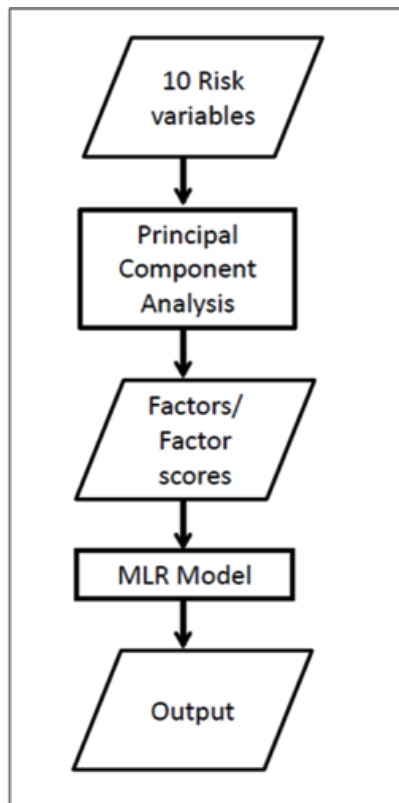 10 Risk
variables
Principal
Component
Analysis
Factors/
Factor
scores
MLR Model
Output